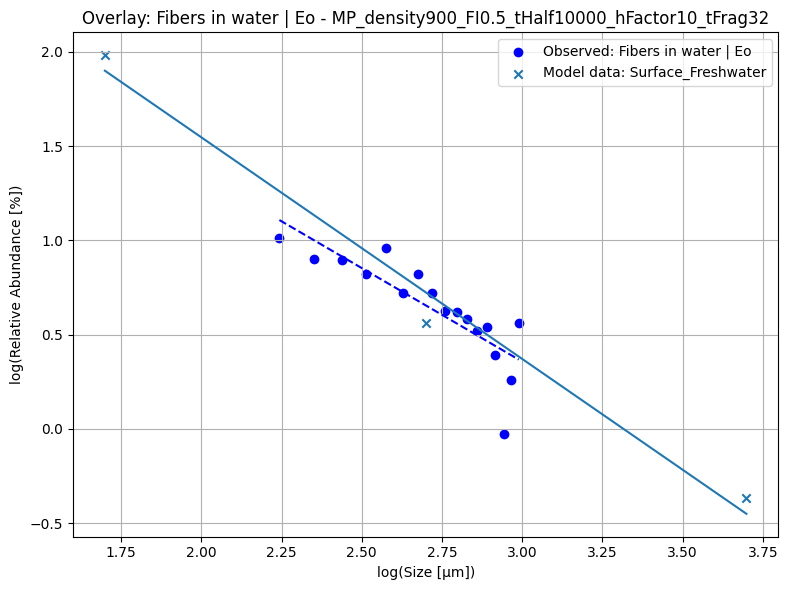 Overlay: Fibers in water | Eo - MP_density900_FI0.5_tHalf10000_hFactor10_tFrag32
Observed: Fibers in water | Eo
Model data: Surface_Freshwater
log(Relative Abundance [%])
2.0
1.5
1.0
0.5
0.0
−0.5
1.75 2.00 2.25 2.50 2.75 3.00 3.25 3.50 3.75
log(Size [μm])